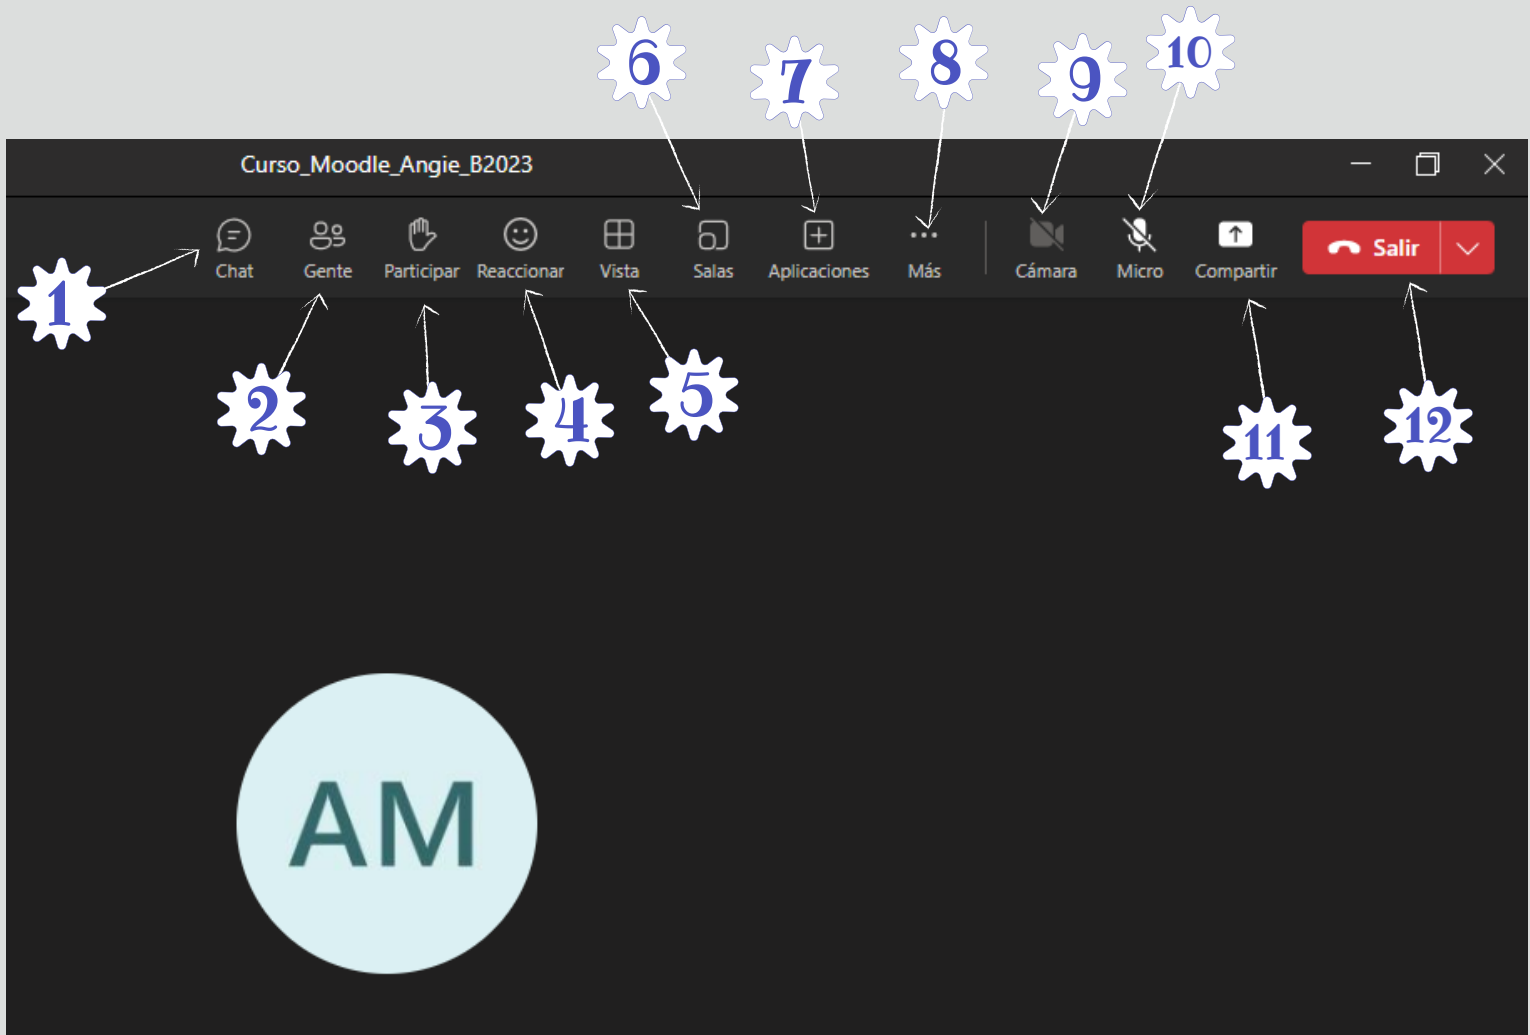 6 7 8 9 10
Curso_Moodle_Angie_B2023
Chat Gente Participar Reaccionar Vista Salas Aplicaciones Más Cámara Micro Compartir Salir
1
2 3 4 5 11 12
AM